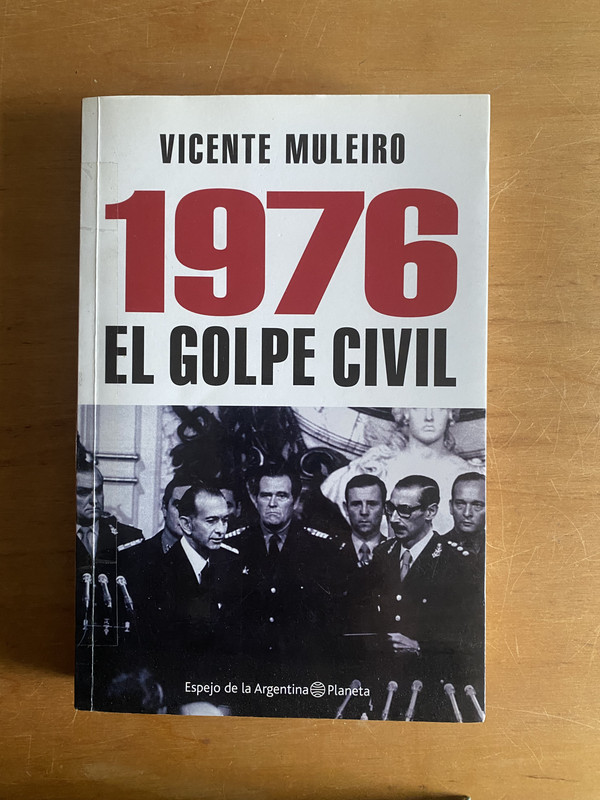 VICENTE MULEIRO
1976
EL GOLPE CIVIL
Espejo de la Argentina Planeta